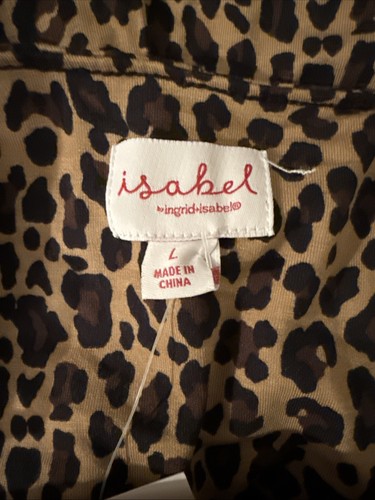 isabel
by ingrid+isabel®
L
MADE IN
CHINA